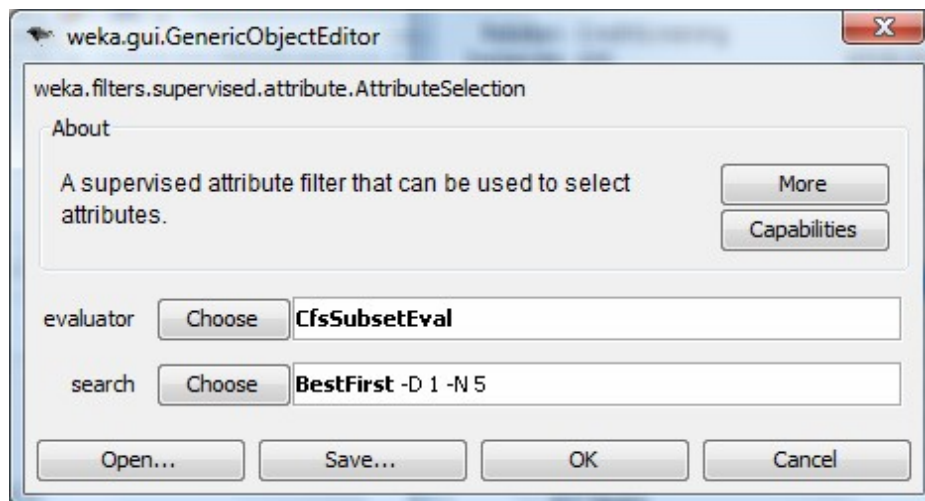 weka.gui.GenericObjectEditor
weka.filters.supervised.attribute.AttributeSelection
About
A supervised attribute filter that can be used to select
attributes.
More
Capabilities
evaluator Choose CfsSubsetEval
search Choose BestFirst -D 1 -N 5
Open... Save... OK Cancel